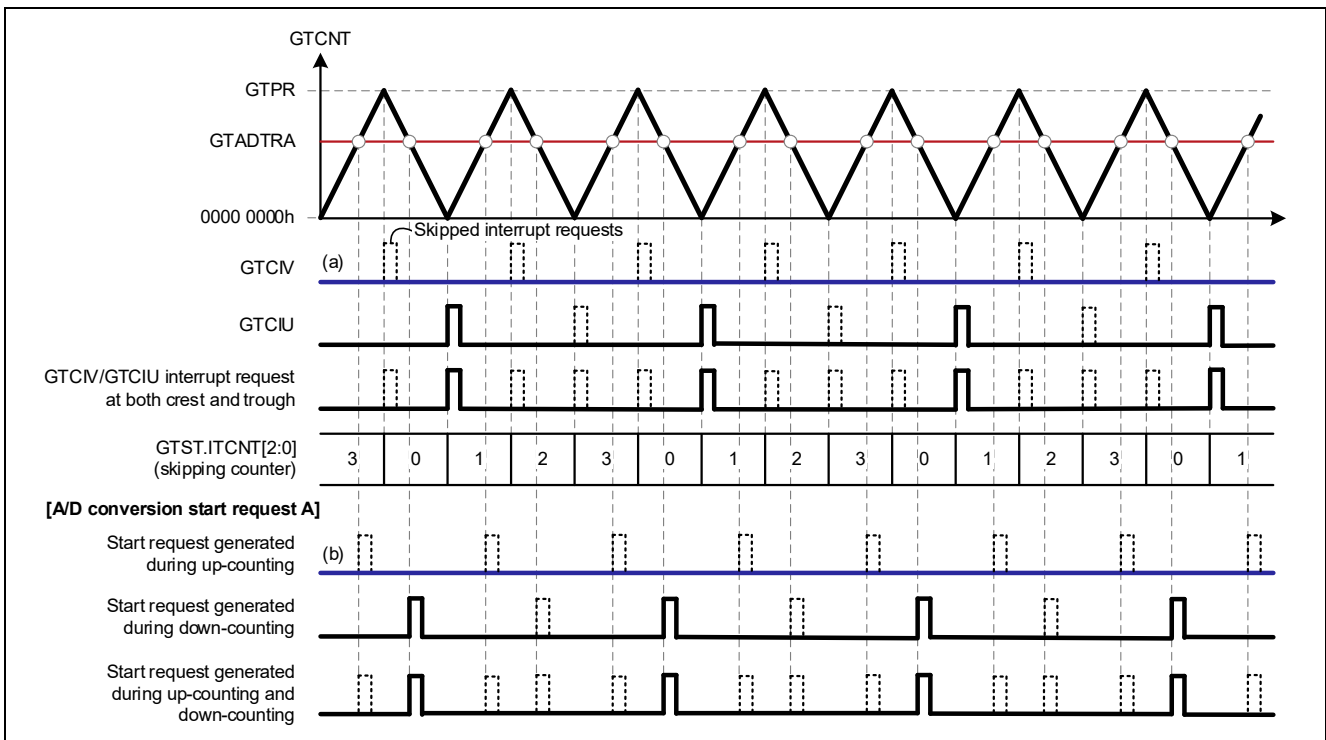 GTCNT
GTPR
GTADTRA
0000 0000h
Skipped interrupt requests
GTCIV
(a)
GTCIU
GTCIV/GTCIU interrupt request
at both crest and trough
GTST.ITCNT[2:0]
(skipping counter)
3 0 1 2 3 0 1 2 3 0 1 2 3 0 1
[A/D conversion start request A]
Start request generated
during up-counting
(b)
Start request generated
during down-counting
Start request generated
during up-counting and
down-counting